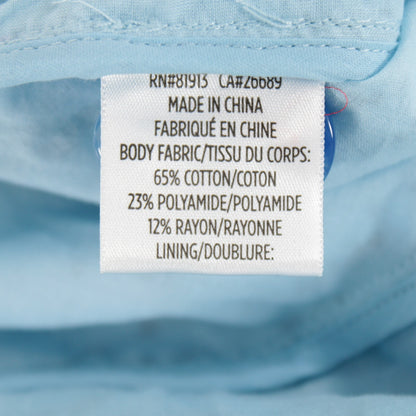 RN#81913 CA#26689
MADE IN CHINA
FABRIQUÉ EN CHINE
BODY FABRIC/TISSU DU CORPS:
65% COTTON/COTON
23% POLYAMIDE/POLYAMIDE
12% RAYON/RAYONNE
LINING/DOUBLURE: